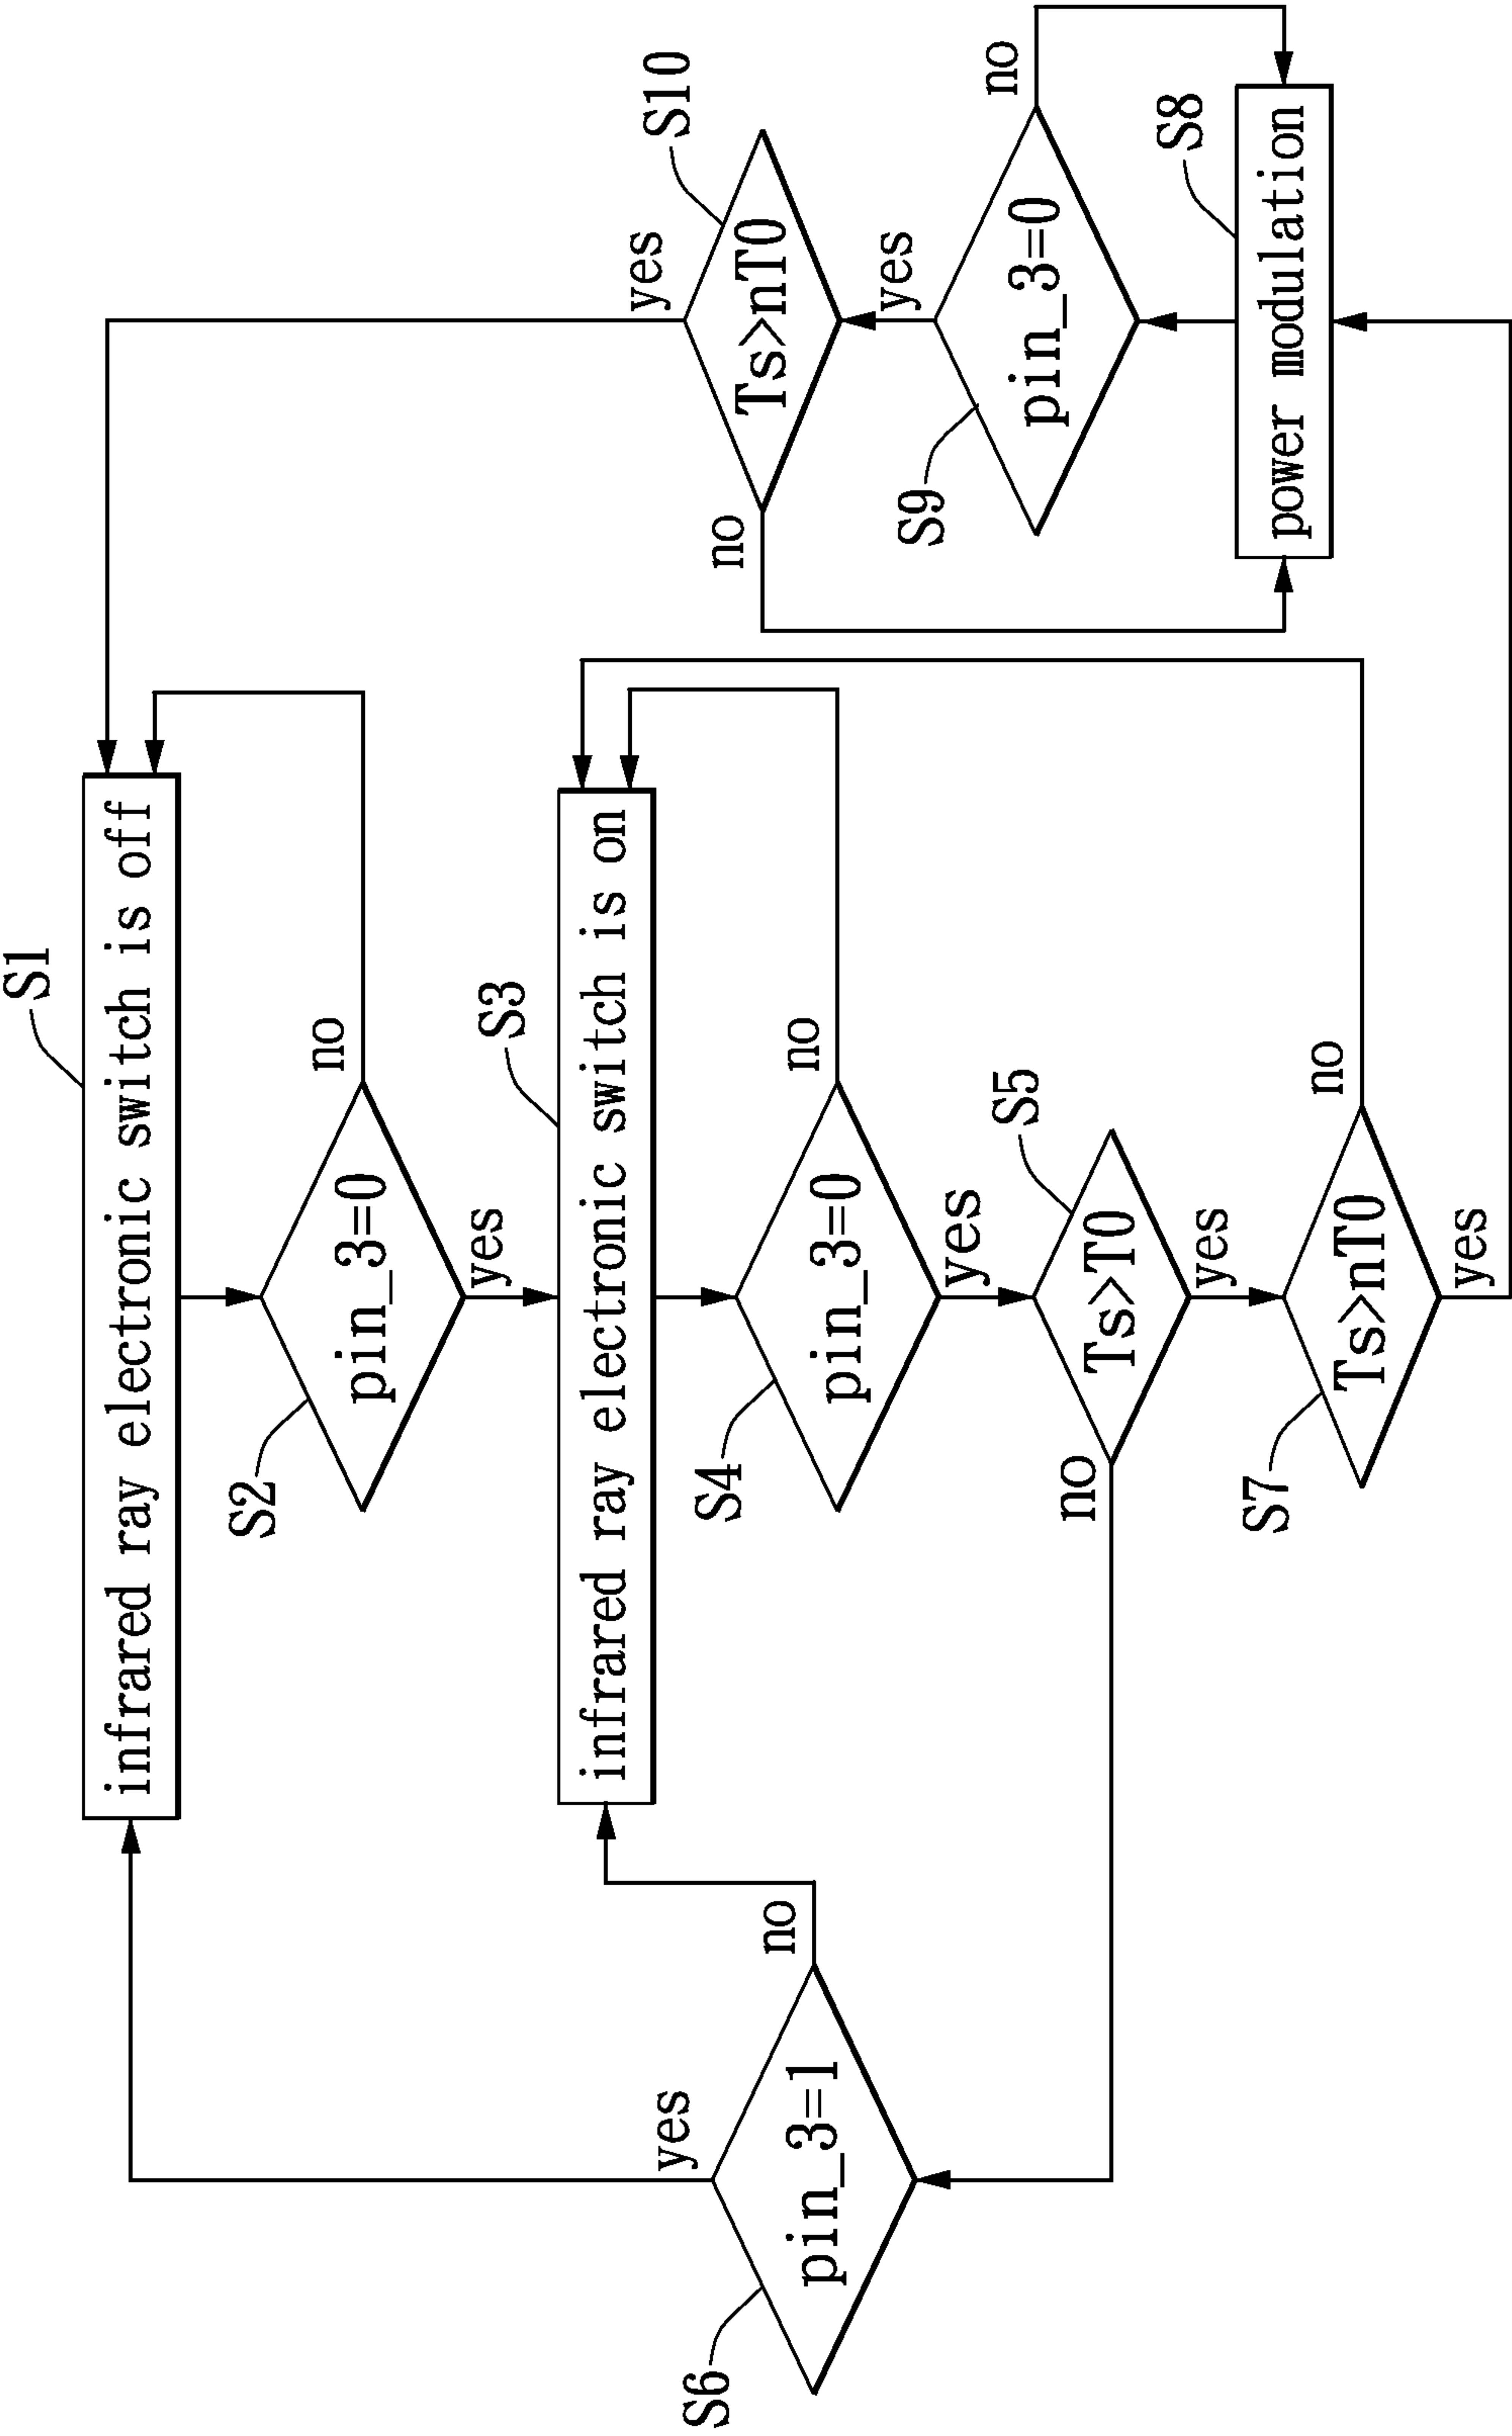 S1
infrared ray electronic switch is off
S2
pin_3=0
no
yes
S3
infrared ray electronic switch is on
S4
pin_3=0
no
yes
S5
Ts>T0
no
yes
S6
pin_3=1
yes
no
S7
Ts>nT0
no
yes
S10
Ts>nT0
yes
no
S9
pin_3=0
yes
no
S8
power modulation